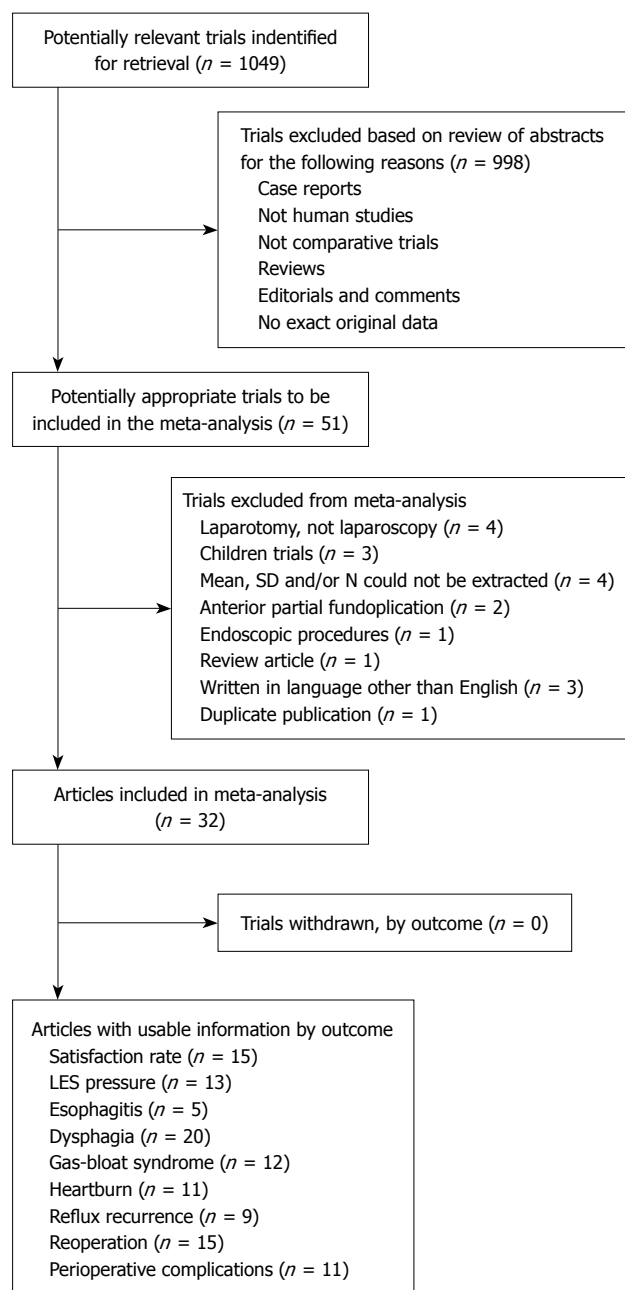 Potentially relevant trials indentified
for retrieval (n = 1049)
Trials excluded based on review of abstracts
for the following reasons (n = 998)
Case reports
Not human studies
Not comparative trials
Reviews
Editorials and comments
No exact original data
Potentially appropriate trials to be
included in the meta-analysis (n = 51)
Trials excluded from meta-analysis
Laparotomy, not laparoscopy (n = 4)
Children trials (n = 3)
Mean, SD and/or N could not be extracted (n = 4)
Anterior partial fundoplication (n = 2)
Endoscopic procedures (n = 1)
Review article (n = 1)
Written in language other than English (n = 3)
Duplicate publication (n = 1)
Articles included in meta-analysis
(n = 32)
Trials withdrawn, by outcome (n = 0)
Articles with usable information by outcome
Satisfaction rate (n = 15)
LES pressure (n = 13)
Esophagitis (n = 5)
Dysphagia (n = 20)
Gas-bloat syndrome (n = 12)
Heartburn (n = 11)
Reflux recurrence (n = 9)
Reoperation (n = 15)
Perioperative complications (n = 11)